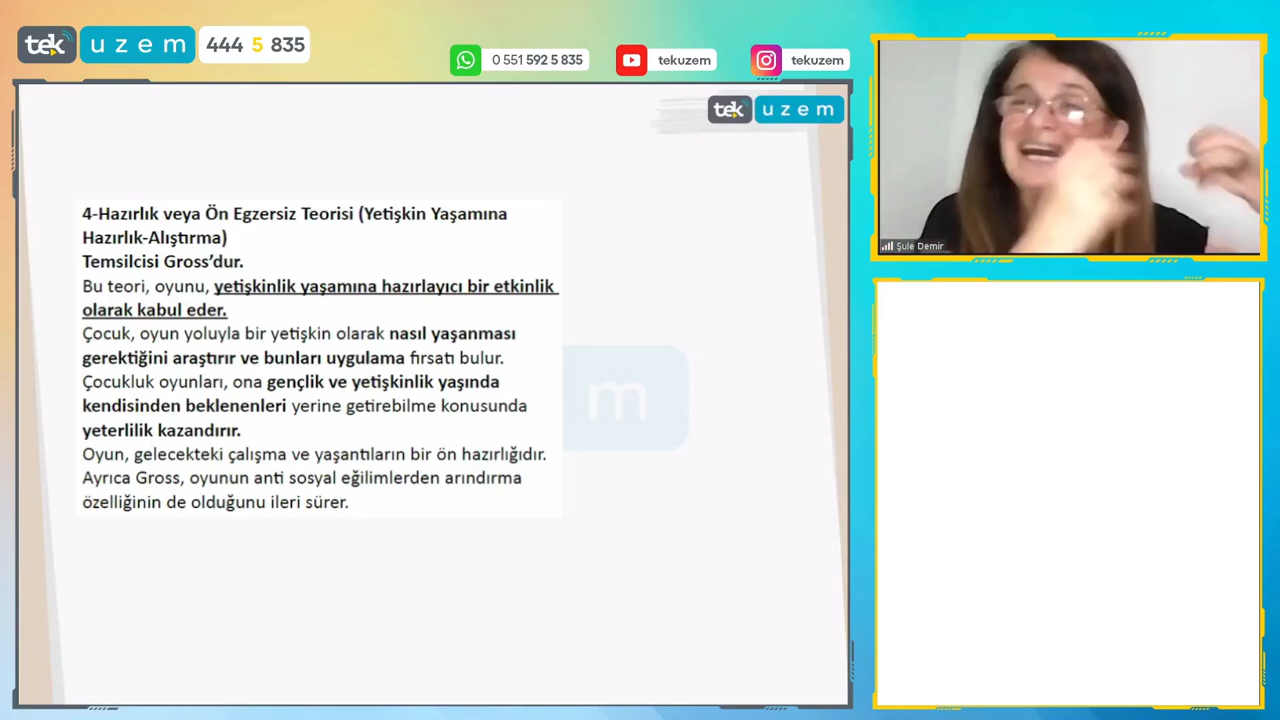 tek uzem 444 5 835
0 551 592 5 835
tekuzem
tekuzem
tek uzem
4-Hazırlık veya Ön Egzersiz Teorisi (Yetişkin Yaşamına
Hazırlık-Alıştırma)
Temsilcisi Gross’dur.
Bu teori, oyunu, yetişkinlik yaşamına hazırlayıcı bir etkinlik
olarak kabul eder.
Çocuk, oyun yoluyla bir yetişkin olarak nasıl yaşanması
gerektiğini araştırır ve bunları uygulama fırsatı bulur.
Çocukluk oyunları, ona gençlik ve yetişkinlik yaşında
kendisinden beklenenleri yerine getirebilme konusunda
yeterlilik kazandırır.
Oyun, gelecekteki çalışma ve yaşantıların bir ön hazırlığıdır.
Ayrıca Gross, oyunun anti sosyal eğilimlerden arındırma
özelliğinin de olduğunu ileri sürer.
m
Şule Demir